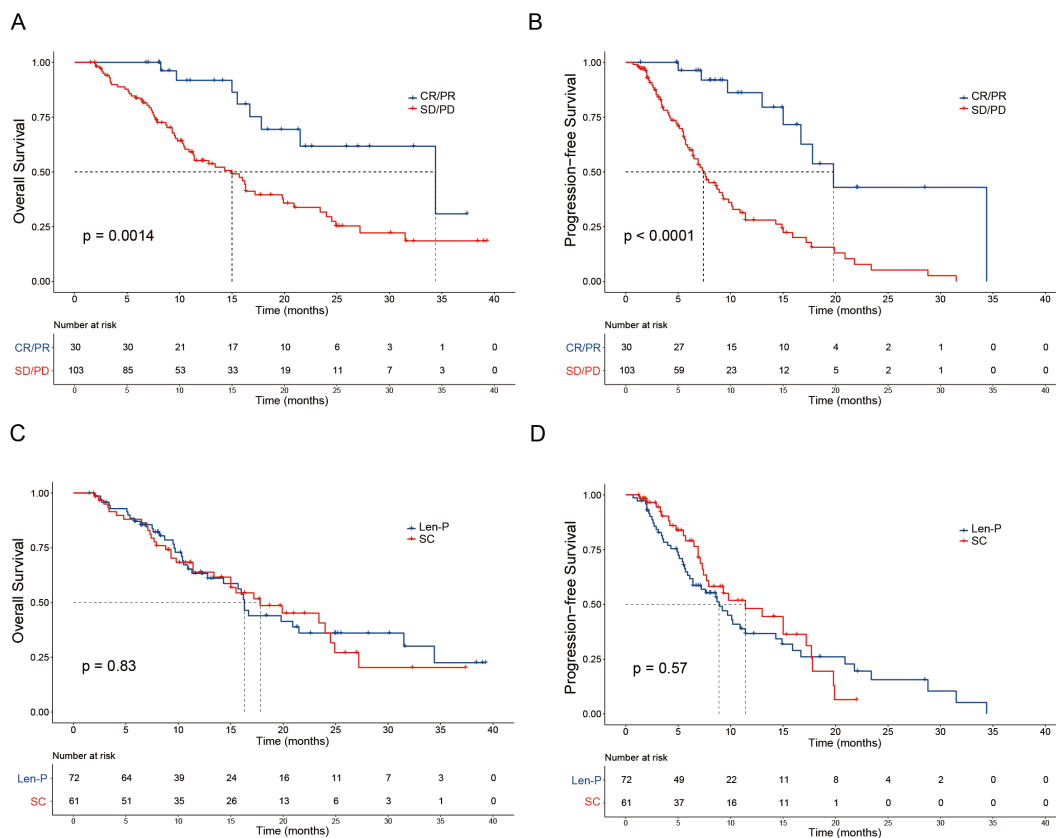 A
Overall Survival
1.00
0.75
0.50
0.25
0.00
CR/PR
SD/PD
p = 0.0014
0 5 10 15 20 25 30 35 40
Time (months)
Number at risk
CR/PR 30 30 21 17 10 6 3 1 0
SD/PD 103 85 53 33 19 11 7 3 0
0 5 10 15 20 25 30 35 40
Time (months)
B
Progression-free Survival
1.00
0.75
0.50
0.25
0.00
CR/PR
SD/PD
p < 0.0001
0 5 10 15 20 25 30 35 40
Time (months)
Number at risk
CR/PR 30 27 15 10 4 2 1 0 0
SD/PD 103 59 23 12 5 2 1 0 0
0 5 10 15 20 25 30 35 40
Time (months)
C
Overall Survival
1.00
0.75
0.50
0.25
0.00
Len-P
SC
p = 0.83
0 5 10 15 20 25 30 35 40
Time (months)
Number at risk
Len-P 72 64 39 24 16 11 7 3 0
SC 61 51 35 26 13 6 3 1 0
0 5 10 15 20 25 30 35 40
Time (months)
D
Progression-free Survival
1.00
0.75
0.50
0.25
0.00
Len-P
SC
p = 0.57
0 5 10 15 20 25 30 35 40
Time (months)
Number at risk
Len-P 72 49 22 11 8 4 2 0 0
SC 61 37 16 11 1 0 0 0 0
0 5 10 15 20 25 30 35 40
Time (months)